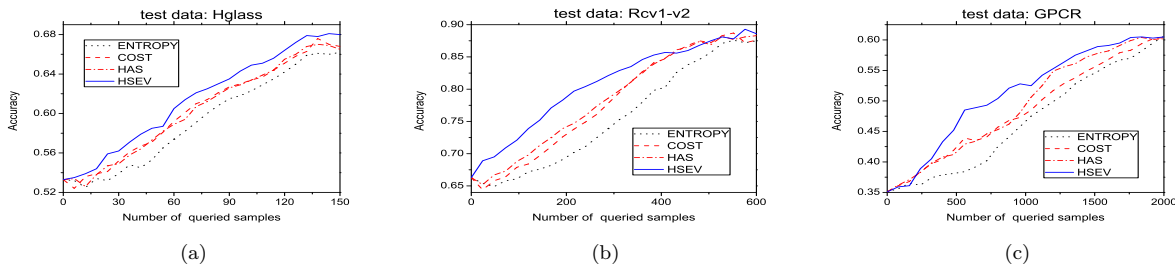 test data: Hglass
0.68
0.64
0.60
0.56
0.52
Accuracy
ENTROPY
COST
HAS
HSEV
0 30 60 90 120 150
Number of queried samples
(a)
test data: Rcv1-v2
0.90
0.85
0.80
0.75
0.70
0.65
Accuracy
ENTROPY
COST
HAS
HSEV
0 200 400 600
Number of queried samples
(b)
test data: GPCR
0.60
0.55
0.50
0.45
0.40
0.35
Accuracy
ENTROPY
COST
HAS
HSEV
0 500 1000 1500 2000
Number of queried samples
(c)